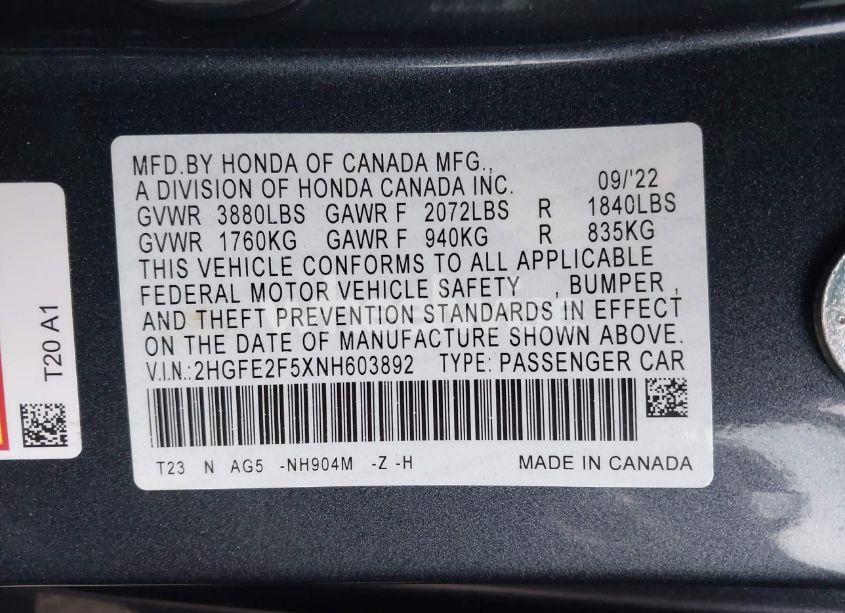 MFD.BY HONDA OF CANADA MFG.,
A DIVISION OF HONDA CANADA INC. 09/'22
GVWR 3880LBS GAWR F 2072LBS R 1840LBS
GVWR 1760KG GAWR F 940KG R 835KG
THIS VEHICLE CONFORMS TO ALL APPLICABLE
FEDERAL MOTOR VEHICLE SAFETY , BUMPER ,
AND THEFT PREVENTION STANDARDS IN EFFECT
ON THE DATE OF MANUFACTURE SHOWN ABOVE.
V.I.N.:2HGFE2F5XNH603892 TYPE: PASSENGER CAR
T23 N AG5 -NH904M -Z -H MADE IN CANADA
T20 A1